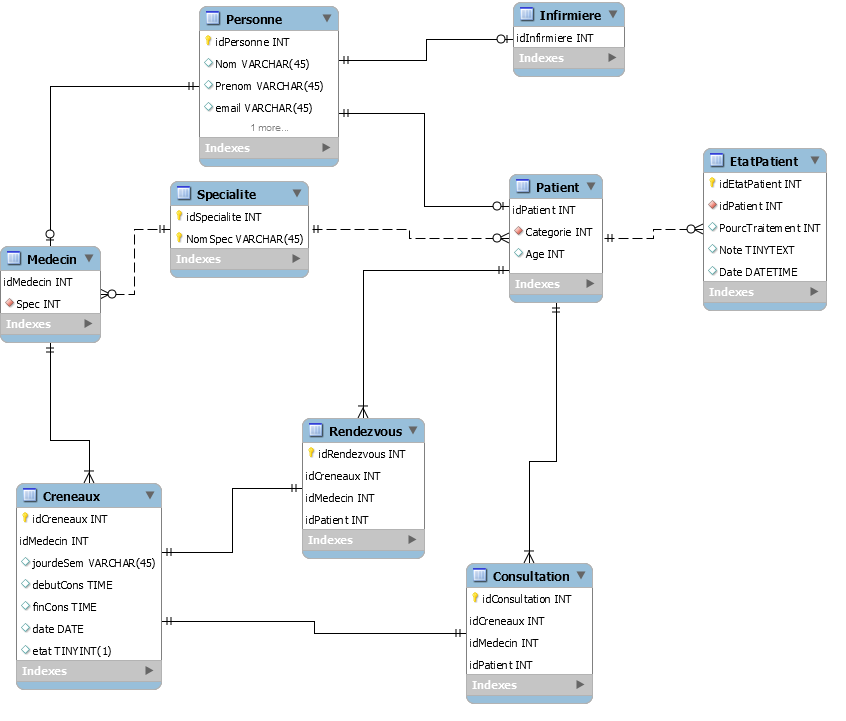 Personne
idPersonne INT
Nom VARCHAR(45)
Prenom VARCHAR(45)
email VARCHAR(45)
1 more...
Indexes
Infirmiere
idInfirmiere INT
Indexes
Specialite
idSpecialite INT
NomSpec VARCHAR(45)
Indexes
Patient
idPatient INT
Categorie INT
Age INT
Indexes
EtatPatient
idEtatPatient INT
idPatient INT
PourcTraitement INT
Note TINYTEXT
Date DATETIME
Indexes
Medecin
idMedecin INT
Spec INT
Indexes
Rendezvous
idRendezvous INT
idCreneaux INT
idMedecin INT
idPatient INT
Indexes
Creneaux
idCreneaux INT
idMedecin INT
jourdeSem VARCHAR(45)
debutCons TIME
finCons TIME
date DATE
etat TINYINT(1)
Indexes
Consultation
idConsultation INT
idCreneaux INT
idMedecin INT
idPatient INT
Indexes